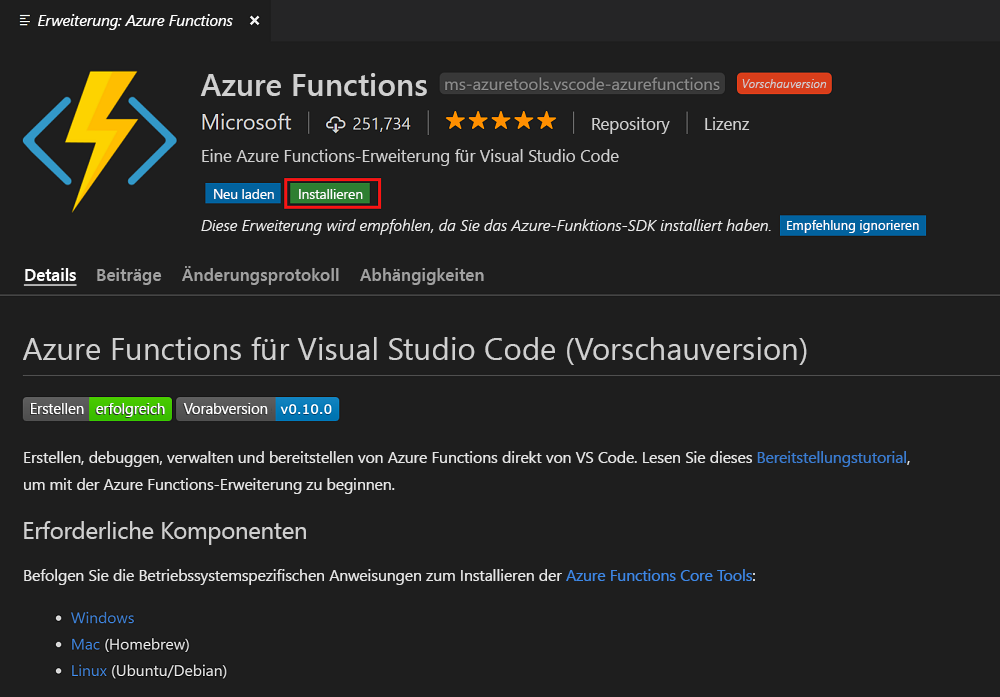 Erweiterung: Azure Functions
Azure Functions ms-azuretools.vscode-azurefunctions Vorschauversion
Microsoft 251,734 Repository Lizenz
Eine Azure Functions-Erweiterung für Visual Studio Code
Neu laden Installieren
Diese Erweiterung wird empfohlen, da Sie das Azure-Funktions-SDK installiert haben. Empfehlung ignorieren
Details Beiträge Änderungsprotokoll Abhängigkeiten
Azure Functions für Visual Studio Code (Vorschauversion)
Erstellen erfolgreich Vorabversion v0.10.0
Erstellen, debuggen, verwalten und bereitstellen von Azure Functions direkt von VS Code. Lesen Sie dieses Bereitstellungstutorial,
um mit der Azure Functions-Erweiterung zu beginnen.
Erforderliche Komponenten
Befolgen Sie die Betriebssystemspezifischen Anweisungen zum Installieren der Azure Functions Core Tools:
• Windows
• Mac (Homebrew)
• Linux (Ubuntu/Debian)